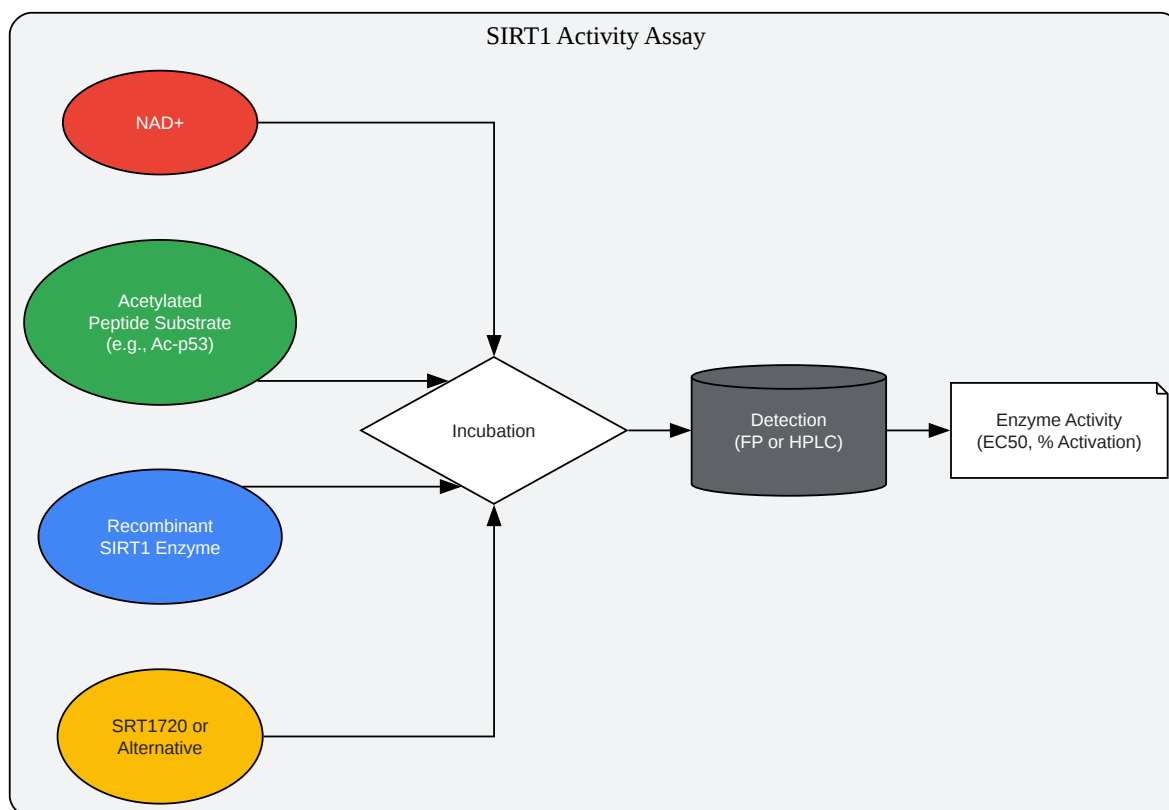 SIRT1 Activity Assay
NAD+
Acetylated
Peptide Substrate
(e.g., Ac-p53)
Recombinant
SIRT1 Enzyme
SRT1720 or
Alternative
Incubation
Detection
(FP or HPLC)
Enzyme Activity
(EC50, % Activation)